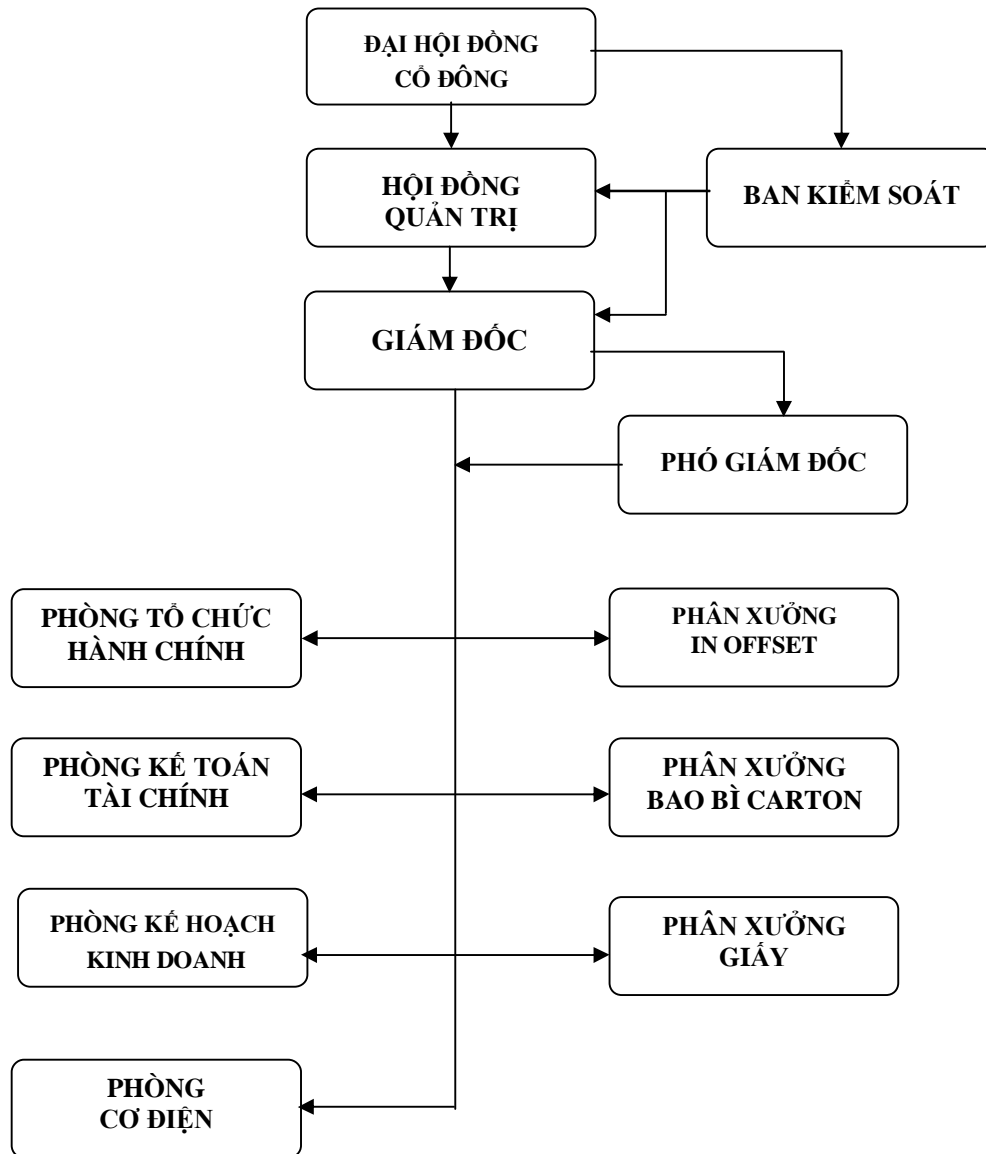 ĐẠI HỘI ĐỒNG
CỔ ĐÔNG
HỘI ĐỒNG
QUẢN TRỊ
BAN KIỂM SOÁT
GIÁM ĐỐC
PHÓ GIÁM ĐỐC
PHÒNG TỔ CHỨC
HÀNH CHÍNH
PHÂN XƯỞNG
IN OFFSET
PHÒNG KẾ TOÁN
TÀI CHÍNH
PHÂN XƯỞNG
BAO BÌ CARTON
PHÒNG KẾ HOẠCH
KINH DOANH
PHÂN XƯỞNG
GIẤY
PHÒNG
CƠ ĐIỆN